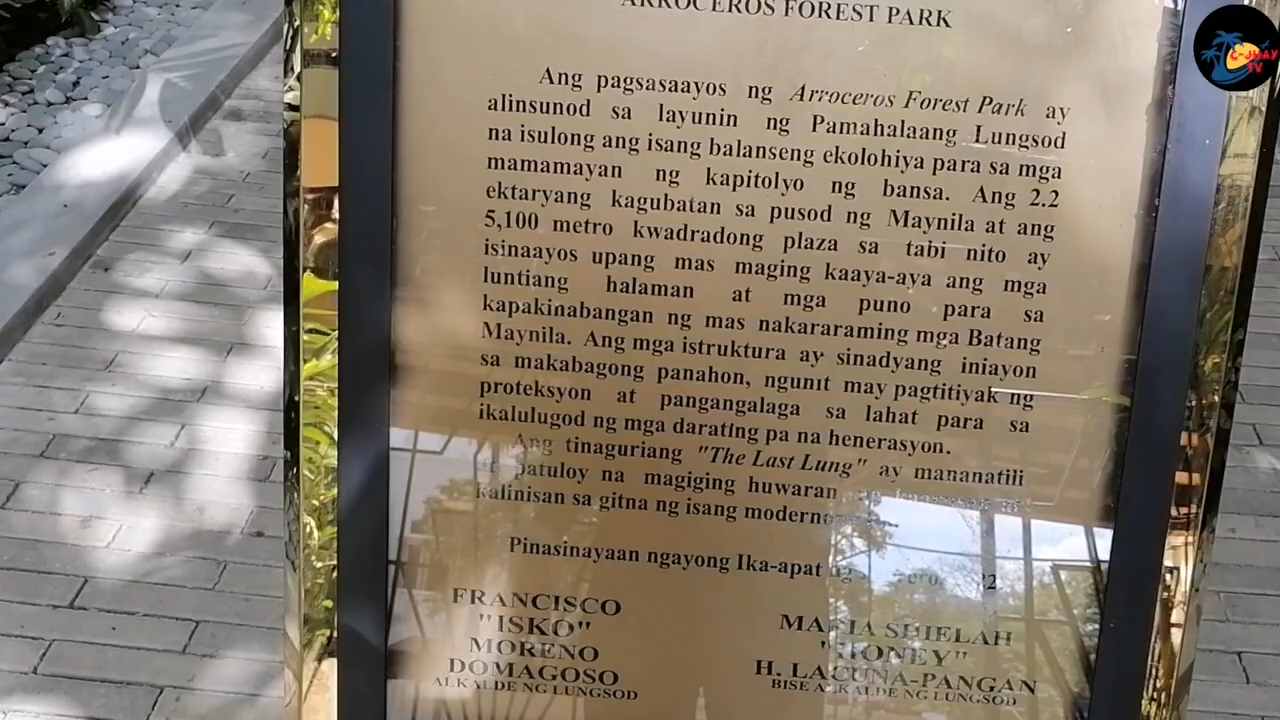 ARROCEROS FOREST PARK
Ang pagsasaayos ng Arroceros Forest Park ay
alinsunod sa layunin ng Pamahalaang Lungsod
na isulong ang isang balanseng ekolohiya para sa mga
mamamayan ng kapitolyo ng bansa. Ang 2.2
ektaryang kagubatan sa pusod ng Maynila at ang
5,100 metro kwadradong plaza sa tabi nito ay
isinaayos upang mas maging kaaya-aya ang mga
luntiang halaman at mga puno para sa
kapakinabangan ng mas nakararaming mga Batang
Maynila. Ang mga istruktura ay sinadyang iniayon
sa makabagong panahon, ngunit may pagtitiyak ng
proteksyon at pangangalaga sa lahat para sa
ikalulugod ng mga darating pa na henerasyon.
Ang tinaguriang "The Last Lung" ay mananatili
patuloy na magiging huwaran
kalinisan sa gitna ng isang
Pinasinayaan ngayong Ika-apat
FRANCISCO
"ISKO"
MORENO
DOMAGOSO
ALKALDE NG LUNGSOD
MARIA SHIELAH
"HONEY"
H. LACUNA-PANGAN
BISE ALKALDE NG LUNGSOD
C-JHAY
TV